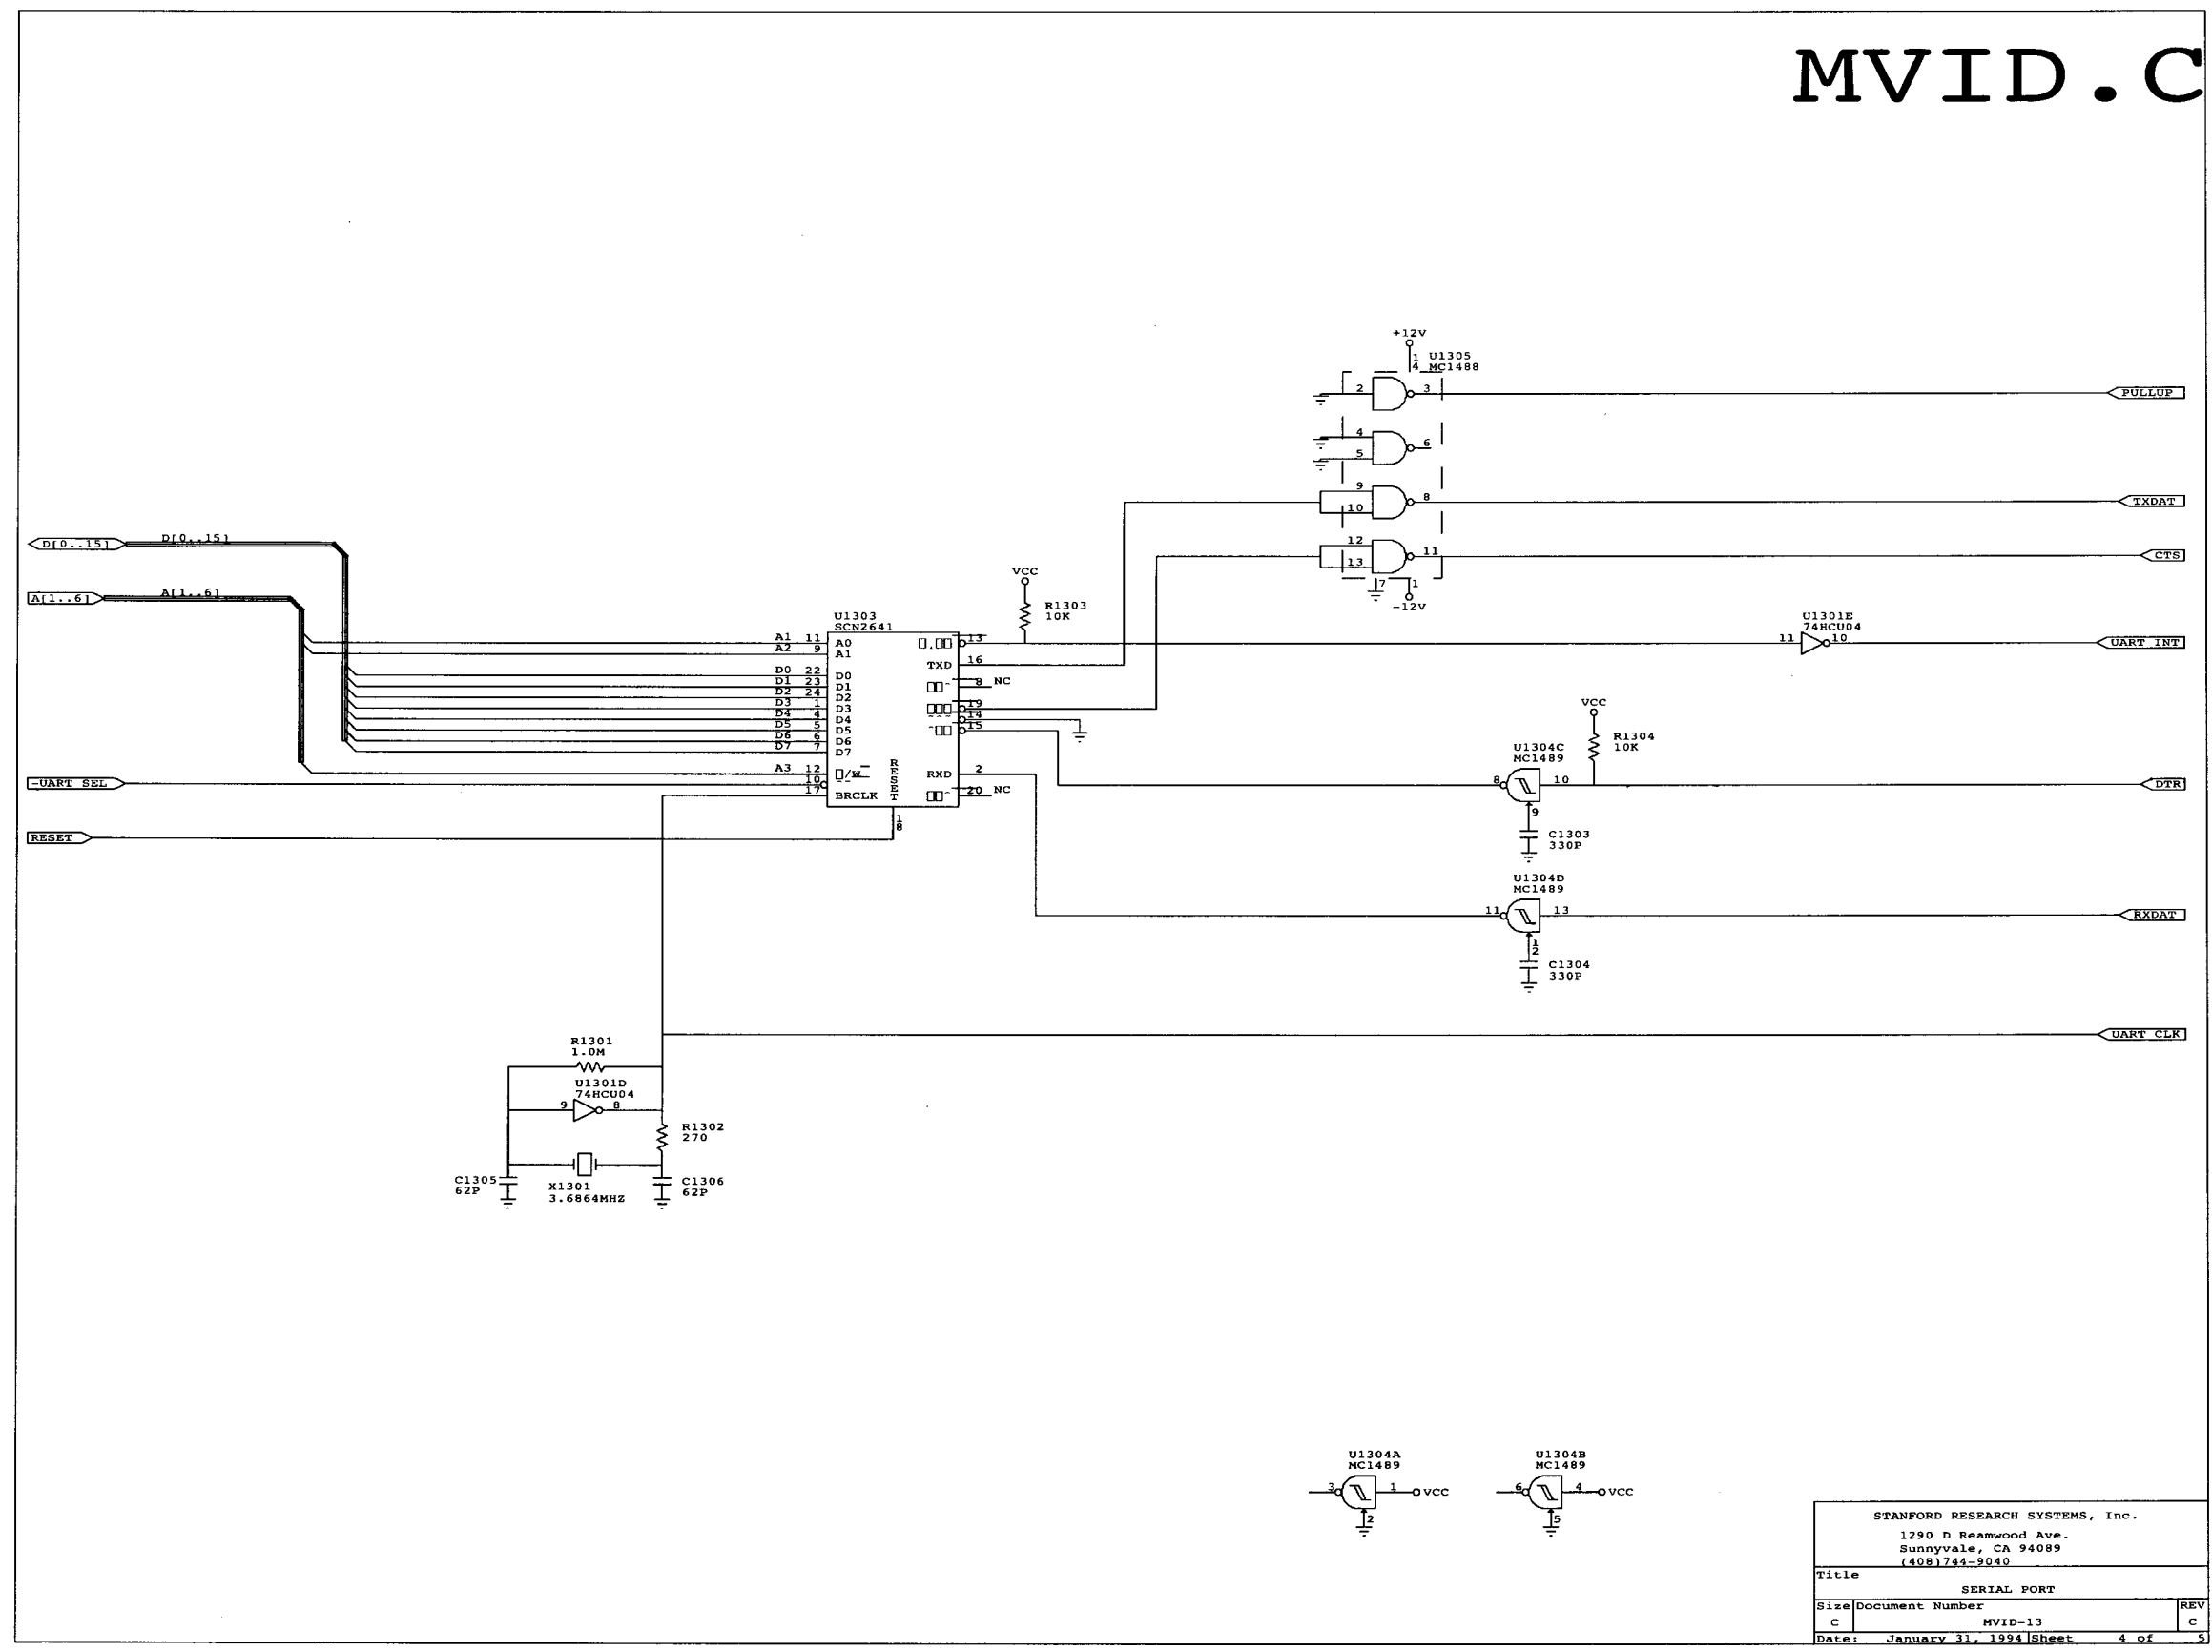 MVID.C
+12V
1
4
U1305
MC1488
2
3
PULLUP
4
5
6
9
10
8
TXDAT
12
13
11
CTS
7
1
-12V
D[0..15]
D[0..15]
A[1..6]
A[1..6]
VCC
R1303
10K
U1303
SCN2641
A1 11 A0
A2 9 A1
D0 22 D0
D1 23 D1
D2 24 D2
D3 1 D3
D4 4 D4
D5 5 D5
D6 6 D6
D7 7 D7
A3 12
/W
10
17 BRCLK
RESET
1
8
13
TXD 16
8 NC
19
14
15
RXD 2
20 NC
U1301E
74HCU04
11
10
UART INT
VCC
R1304
10K
U1304C
MC1489
8
10
9
DTR
C1303
330P
-UART SEL
RESET
U1304D
MC1489
11
13
1
2
RXDAT
C1304
330P
UART CLK
R1301
1.0M
U1301D
74HCU04
9
8
R1302
270
C1305
62P
X1301
3.6864MHZ
C1306
62P
U1304A
MC1489
3
1
VCC
2
U1304B
MC1489
6
4
VCC
5
STANFORD RESEARCH SYSTEMS, Inc.
1290 D Reamwood Ave.
Sunnyvale, CA 94089
(408)744-9040
Title
SERIAL PORT
Size Document Number REV
C MVID-13 C
Date: January 31, 1994 Sheet 4 of 5